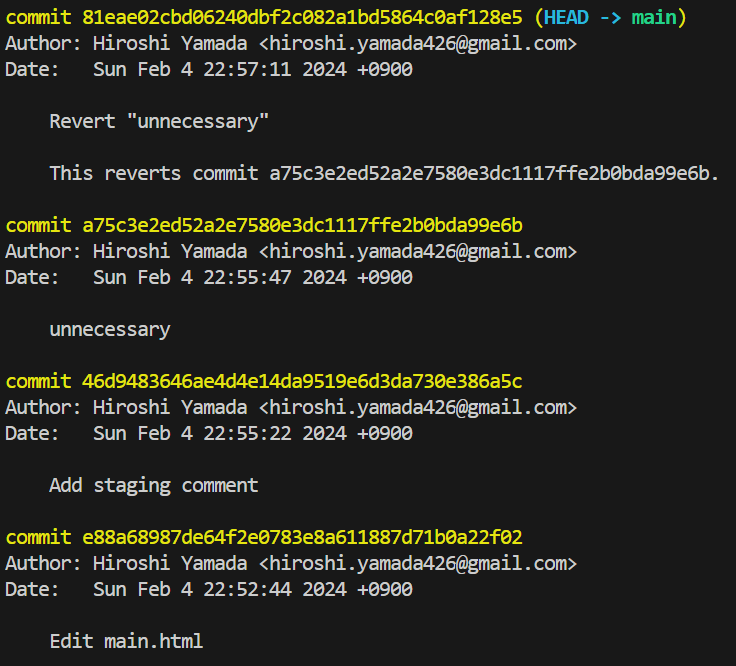 commit 81eae02cbd06240dbf2c082a1bd5864c0af128e5 (HEAD -> main)
Author: Hiroshi Yamada <hiroshi.yamada426@gmail.com>
Date:   Sun Feb 4 22:57:11 2024 +0900
    Revert "unnecessary"
    This reverts commit a75c3e2ed52a2e7580e3dc1117ffe2b0bda99e6b.
commit a75c3e2ed52a2e7580e3dc1117ffe2b0bda99e6b
Author: Hiroshi Yamada <hiroshi.yamada426@gmail.com>
Date:   Sun Feb 4 22:55:47 2024 +0900
    unnecessary
commit 46d9483646ae4d4e14da9519e6d3da730e386a5c
Author: Hiroshi Yamada <hiroshi.yamada426@gmail.com>
Date:   Sun Feb 4 22:55:22 2024 +0900
    Add staging comment
commit e88a68987de64f2e0783e8a611887d71b0a22f02
Author: Hiroshi Yamada <hiroshi.yamada426@gmail.com>
Date:   Sun Feb 4 22:52:44 2024 +0900
    Edit main.html